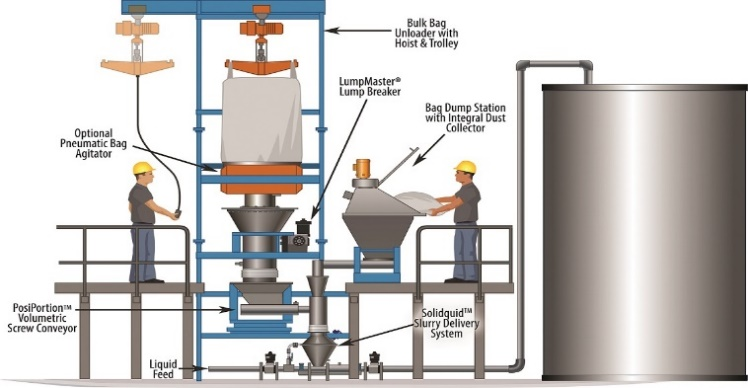 Bulk Bag
Unloader with
Hoist & Trolley
LumpMaster®
Lump Breaker
Bag Dump Station
with Integral Dust
Collector
Optional
Pneumatic Bag
Agitator
PosiPortion™
Volumetric
Screw Conveyor
Solidquid™
Slurry Delivery
System
Liquid
Feed